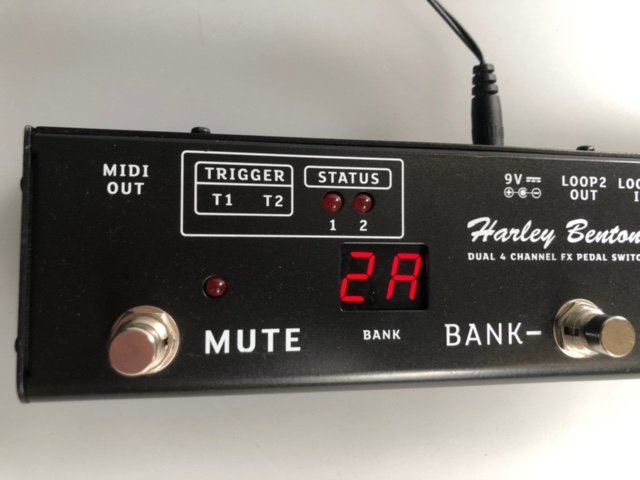 MIDI
OUT
TRIGGER
T1 T2
STATUS
1 2
9V
LOOP2
OUT
Harley Benton
DUAL 4 CHANNEL FX PEDAL SWITC
2A
MUTE
BANK
BANK-